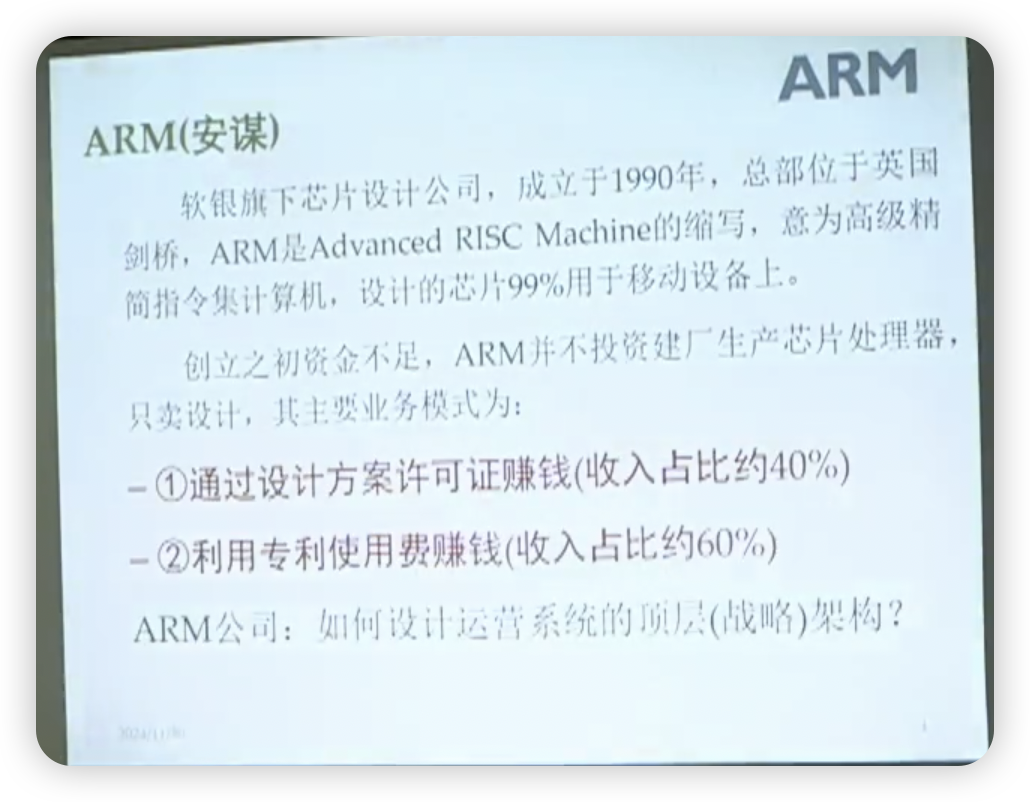 ARM
ARM(安谋)
软银旗下芯片设计公司，成立于1990年，总部位于英国
剑桥，ARM是Advanced RISC Machine的缩写，意为高级精
简指令集计算机，设计的芯片99%用于移动设备上。
创立之初资金不足，ARM并不投资建厂生产芯片处理器，
只卖设计，其主要业务模式为：
– ①通过设计方案许可证赚钱(收入占比约40%)
– ②利用专利使用费赚钱(收入占比约60%)
ARM公司：如何设计运营系统的顶层(战略)架构？